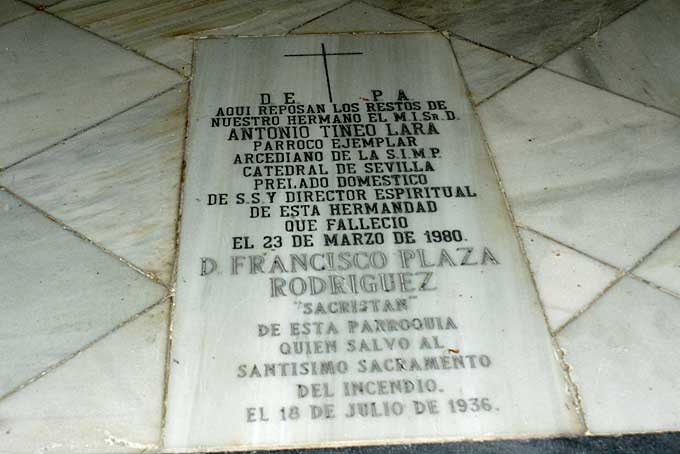 D.E. P.A.
AQUI REPOSAN LOS RESTOS DE
NUESTRO HERMANO EL M.I.SR.D.
ANTONIO TINEO LARA
PARROCO EJEMPLAR
ARCEDIANO DE LA S.I.M.P.
CATEDRAL DE SEVILLA
PRELADO DOMESTICO
DE S.S.Y DIRECTOR ESPIRITUAL
DE ESTA HERMANDAD
QUE FALLECIO
EL 23 DE MARZO DE 1980.
D. FRANCISCO PLAZA
RODRIGUEZ
"SACRISTAN"
DE ESTA PARROQUIA
QUIEN SALVO AL
SANTISIMO SACRAMENTO
DEL INCENDIO.
EL 18 DE JULIO DE 1936.